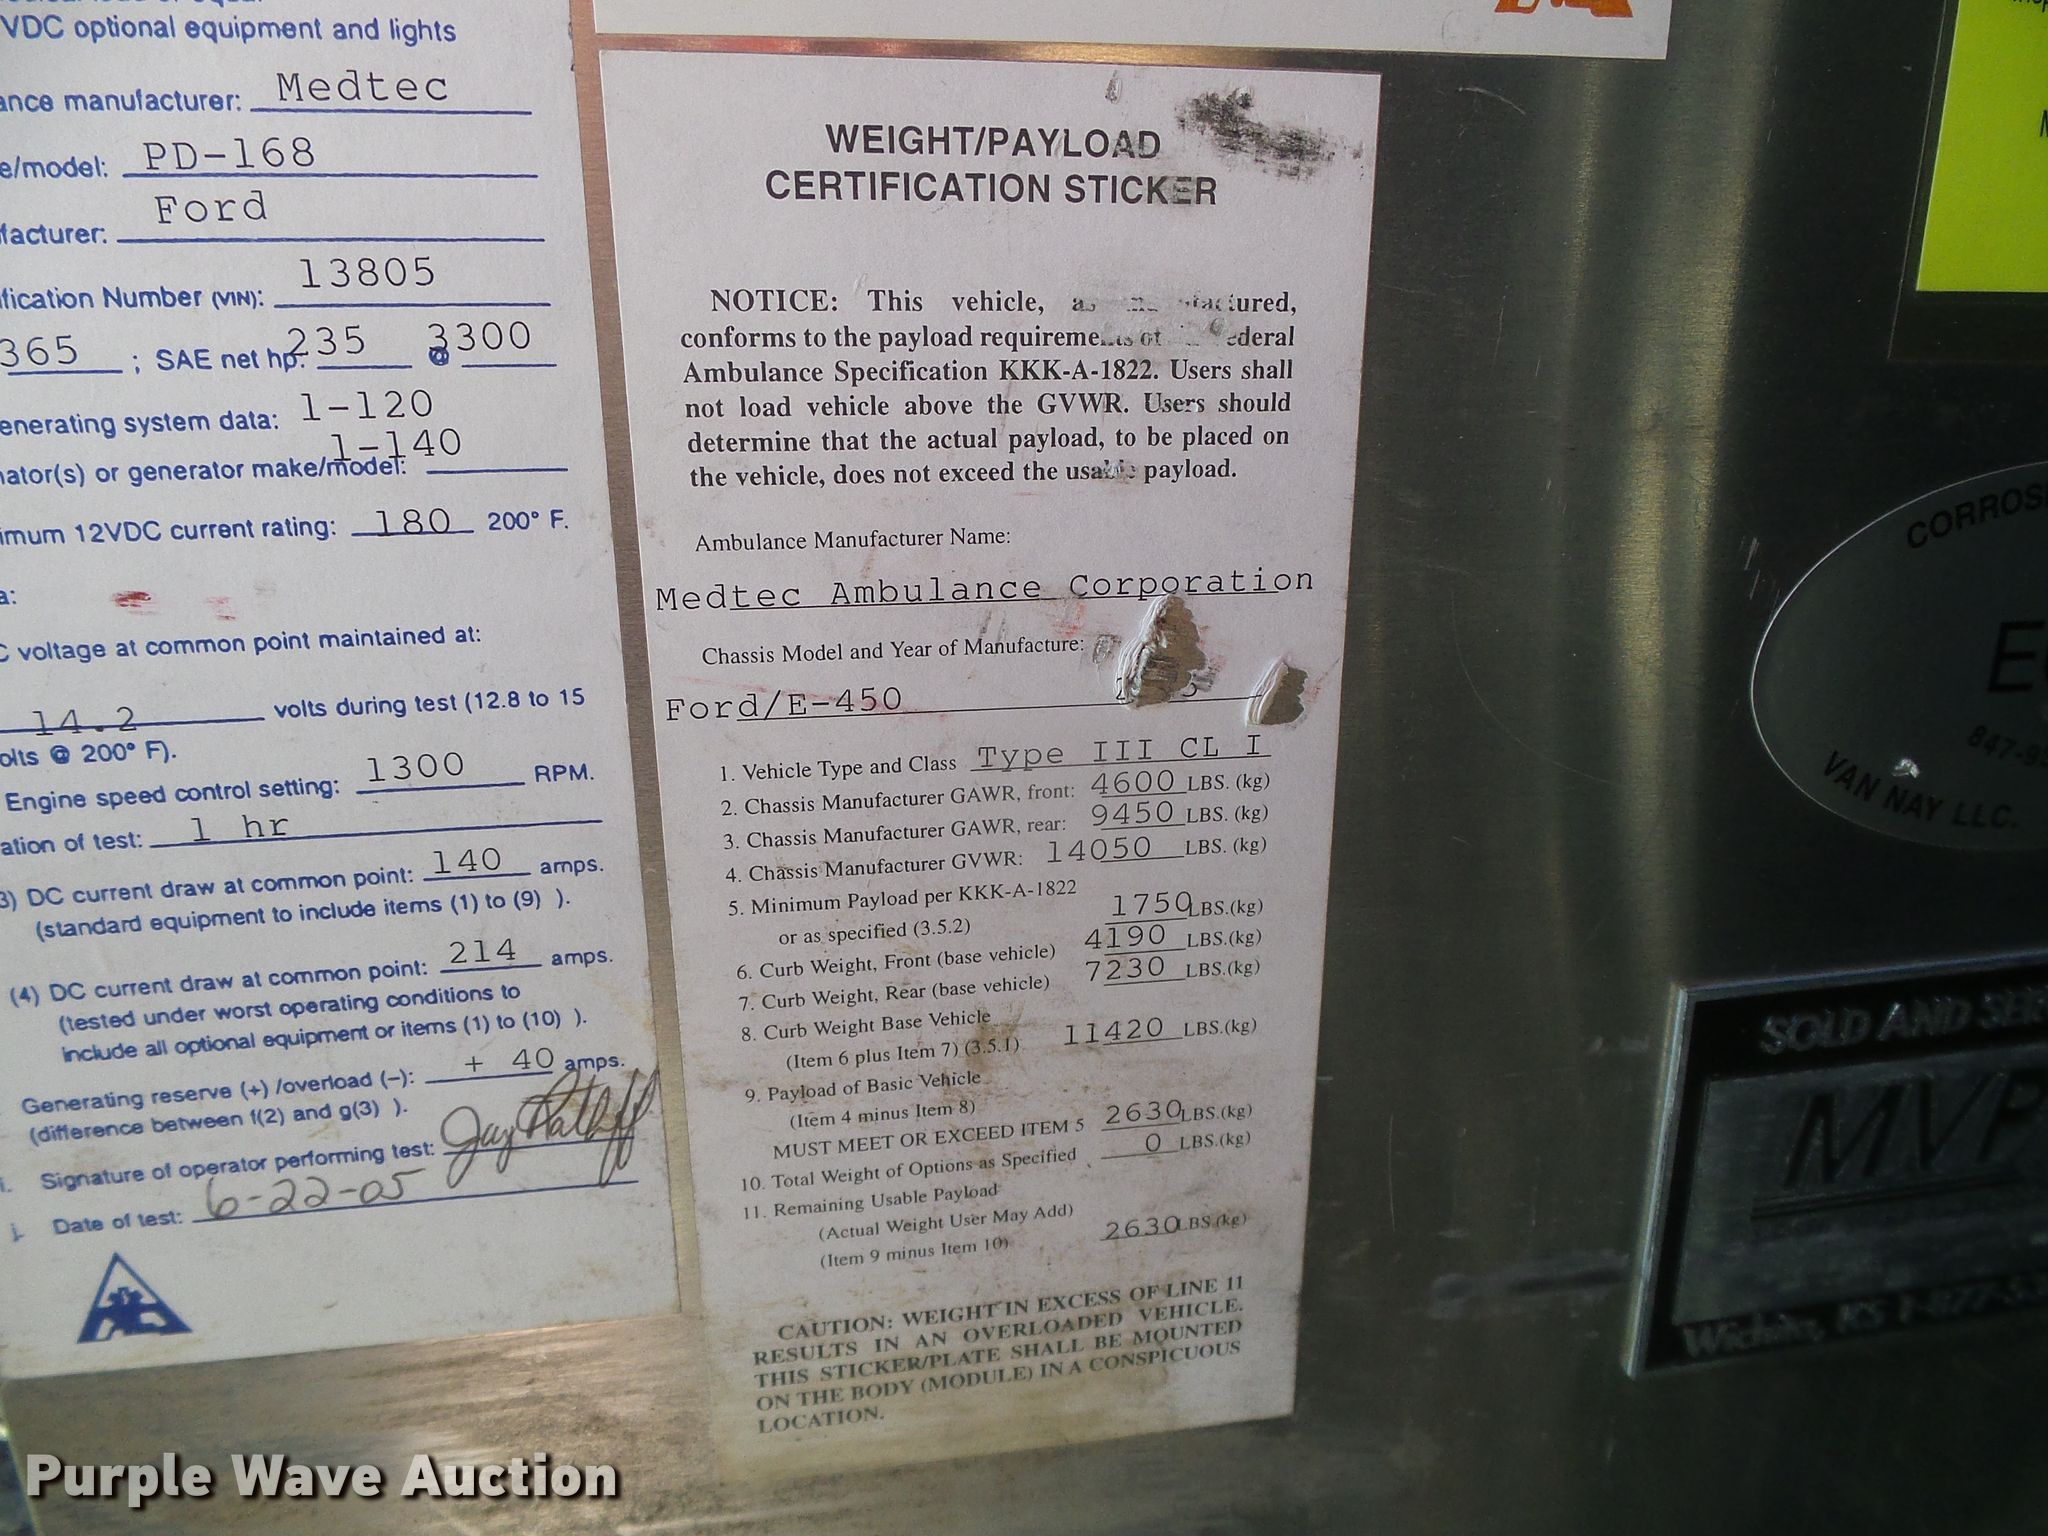 VDC optional equipment and lights
manufacturer: Medtec
model: PD-168
Ford
13805
Number (VIN):
365 ; SAE net hp: 235 @ 3300
system data: 1-120
1-140
or generator make/model:
12VDC current rating: 180 200° F.
voltage at common point maintained at:
14.2 volts during test (12.8 to 15
@ 200° F).
Engine speed control setting: 1300 RPM.
of test: 1 hr
3) DC current draw at common point: 140 amps.
(standard equipment to include items (1) to (9) ).
(4) DC current draw at common point: 214 amps.
(tested under worst operating conditions to
include all optional equipment or items (1) to (10) ).
Generating reserve (+) /overload (-): + 40 amps.
(difference between f(2) and g(3) ).
Signature of operator performing test: Jay Ratliff
j. Date of test: 6-22-05
WEIGHT/PAYLOAD
CERTIFICATION STICKER
NOTICE: This vehicle,
conforms to the payload
Ambulance Specification KKK-A-1822. Users shall
not load vehicle above the GVWR. Users should
determine that the actual payload, to be placed on
the vehicle, does not exceed the payload.
Ambulance Manufacturer Name:
Medtec Ambulance Corporation
Chassis Model and Year of Manufacture:
Ford/E-450
1. Vehicle Type and Class Type III CL I
2. Chassis Manufacturer GAWR, front: 4600 LBS. (kg)
3. Chassis Manufacturer GAWR, rear: 9450 LBS. (kg)
4. Chassis Manufacturer GVWR: 14050 LBS. (kg)
5. Minimum Payload per KKK-A-1822
or as specified (3.5.2) 1750 LBS.(kg)
6. Curb Weight, Front (base vehicle) 4190 LBS.(kg)
7. Curb Weight, Rear (base vehicle) 7230 LBS.(kg)
8. Curb Weight Base Vehicle
(Item 6 plus Item 7) (3.5.1) 11420 LBS.(kg)
9. Payload of Basic Vehicle
(Item 4 minus Item 8)
MUST MEET OR EXCEED ITEM 5 2630 LBS.(kg)
10. Total Weight of Options as Specified 0 LBS.(kg)
11. Remaining Usable Payload
(Actual Weight User May Add)
(Item 9 minus Item 10) 2630 LBS.(kg)
CAUTION: WEIGHT IN EXCESS OF LINE 11
RESULTS IN AN OVERLOADED VEHICLE.
THIS STICKER/PLATE SHALL BE MOUNTED
ON THE BODY (MODULE) IN A CONSPICUOUS
LOCATION.
VAN NAY LLC.
SOLD AND
MVP
Wichita, KS
Purple Wave Auction